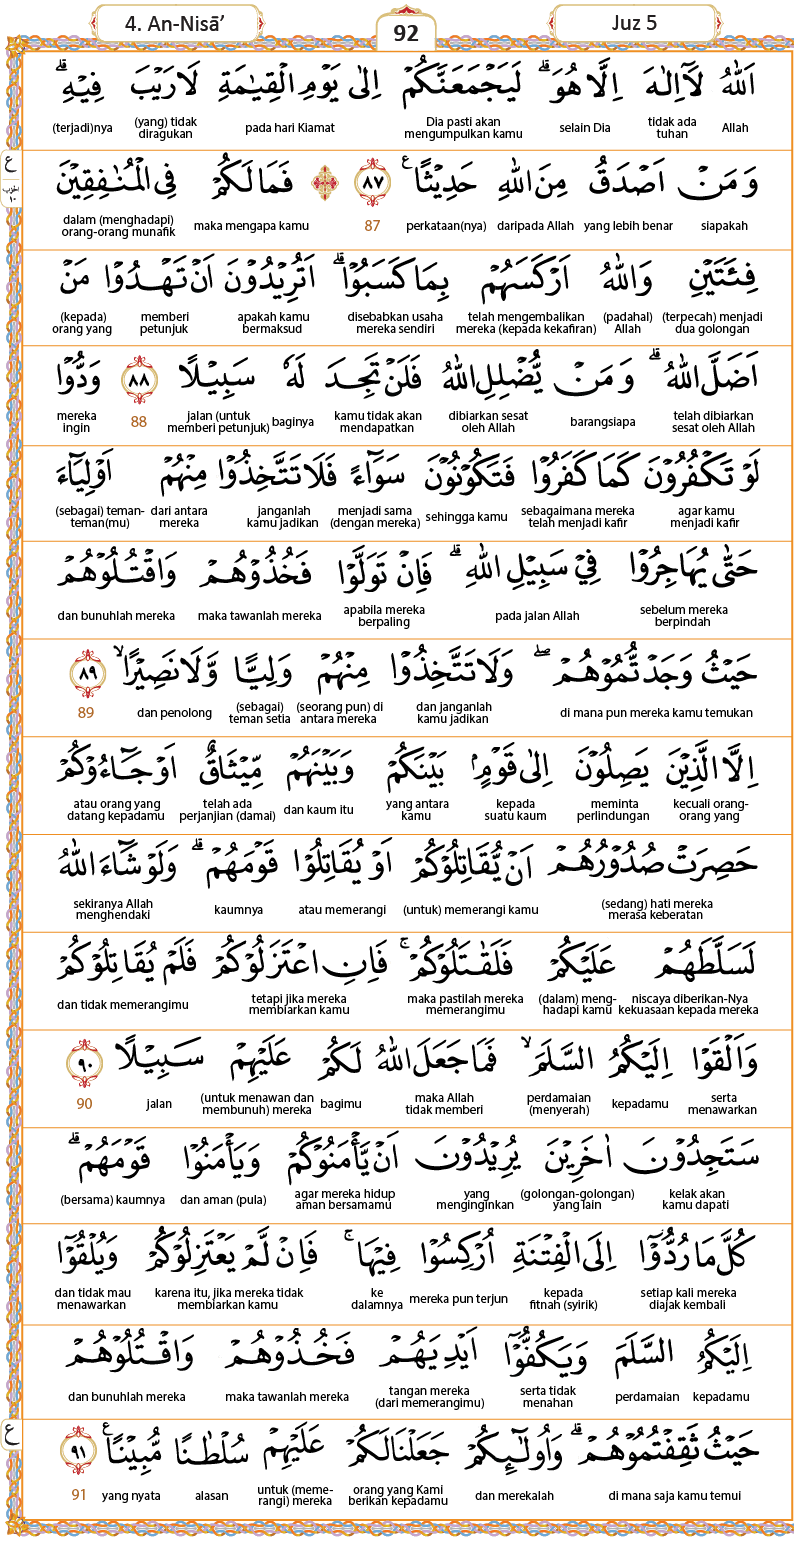 4. An-Nisā’ 92 Juz 5
اَللّٰهُ لَآ اِلٰهَ اِلَّا هُوَۗ لَيَجْمَعَنَّكُمْ اِلٰى يَوْمِ الْقِيٰمَةِ لَا رَيْبَ فِيْهِۗ
Allah | tidak ada tuhan | selain Dia | Dia pasti akan mengumpulkan kamu | pada hari Kiamat | (yang) tidak diragukan | (terjadi)nya
وَمَنْ اَصْدَقُ مِنَ اللّٰهِ حَدِيْثًا ࣖ ٨٧ ۞ فَمَا لَكُمْ فِى الْمُنٰفِقِيْنَ
siapakah | yang lebih benar | daripada Allah | perkataan(nya) | 87 | maka mengapa kamu | dalam (menghadapi) orang-orang munafik
ع
الحزب ١٠
فِئَتَيْنِ وَاللّٰهُ اَرْكَسَهُمْ بِمَا كَسَبُوْاۗ اَتُرِيْدُوْنَ اَنْ تَهْدُوْا مَنْ
(terpecah) menjadi dua golongan | (padahal) Allah | telah mengembalikan mereka (kepada kekafiran) | disebabkan usaha mereka sendiri | apakah kamu bermaksud | memberi petunjuk | (kepada) orang yang
اَضَلَّ اللّٰهُۗ وَمَنْ يُّضْلِلِ اللّٰهُ فَلَنْ تَجِدَ لَهٗ سَبِيْلًا ٨٨ وَدُّوْا
telah dibiarkan sesat oleh Allah | barangsiapa | dibiarkan sesat oleh Allah | kamu tidak akan mendapatkan | baginya | jalan (untuk memberi petunjuk) | 88 | mereka ingin
لَوْ تَكْفُرُوْنَ كَمَا كَفَرُوْا فَتَكُوْنُوْنَ سَوَاۤءً فَلَا تَتَّخِذُوْا مِنْهُمْ اَوْلِيَاۤءَ
agar kamu menjadi kafir | sebagaimana mereka telah menjadi kafir | sehingga kamu | menjadi sama (dengan mereka) | janganlah kamu jadikan | dari antara mereka | (sebagai) teman-teman(mu)
حَتّٰى يُهَاجِرُوْا فِيْ سَبِيْلِ اللّٰهِۗ فَاِنْ تَوَلَّوْا فَخُذُوْهُمْ وَاقْتُلُوْهُمْ
sebelum mereka berpindah | pada jalan Allah | apabila mereka berpaling | maka tawanlah mereka | dan bunuhlah mereka
حَيْثُ وَجَدْتُّمُوْهُمْۖ وَلَا تَتَّخِذُوْا مِنْهُمْ وَلِيًّا وَّلَا نَصِيْرًاۙ ٨٩
di mana pun mereka kamu temukan | dan janganlah kamu jadikan | (seorang pun) di antara mereka | (sebagai) teman setia | dan penolong | 89
اِلَّا الَّذِيْنَ يَصِلُوْنَ اِلٰى قَوْمٍۢ بَيْنَكُمْ وَبَيْنَهُمْ مِّيْثَاقٌ اَوْ جَاۤءُوْكُمْ
kecuali orang-orang yang | meminta perlindungan | kepada suatu kaum | yang antara kamu | dan kaum itu | telah ada perjanjian (damai) | atau orang yang datang kepadamu
حَصِرَتْ صُدُوْرُهُمْ اَنْ يُّقَاتِلُوْكُمْ اَوْ يُقَاتِلُوْا قَوْمَهُمْۗ وَلَوْ شَاۤءَ اللّٰهُ
(sedang) hati mereka merasa keberatan | (untuk) memerangi kamu | atau memerangi | kaumnya | sekiranya Allah menghendaki
لَسَلَّطَهُمْ عَلَيْكُمْ فَلَقٰتَلُوْكُمْۚ فَاِنِ اعْتَزَلُوْكُمْ فَلَمْ يُقَاتِلُوْكُمْ
niscaya diberikan-Nya kekuasaan kepada mereka | (dalam) meng-hadapi kamu | maka pastilah mereka memerangimu | tetapi jika mereka membiarkan kamu | dan tidak memerangimu
وَاَلْقَوْا اِلَيْكُمُ السَّلَمَۙ فَمَا جَعَلَ اللّٰهُ لَكُمْ عَلَيْهِمْ سَبِيْلًا ٩٠
serta menawarkan | kepadamu | perdamaian (menyerah) | maka Allah tidak memberi | bagimu | (untuk menawan dan membunuh) mereka | jalan | 90
سَتَجِدُوْنَ اٰخَرِيْنَ يُرِيْدُوْنَ اَنْ يَّأْمَنُوْكُمْ وَيَأْمَنُوْا قَوْمَهُمْۗ
kelak akan kamu dapati | (golongan-golongan) yang lain | yang menginginkan | agar mereka hidup aman bersamamu | dan aman (pula) | (bersama) kaumnya
كُلَّ مَا رُدُّوْٓا اِلَى الْفِتْنَةِ اُرْكِسُوْا فِيْهَاۚ فَاِنْ لَّمْ يَعْتَزِلُوْكُمْ وَيُلْقُوْٓا
setiap kali mereka diajak kembali | kepada fitnah (syirik) | mereka pun terjun | ke dalamnya | karena itu, jika mereka tidak membiarkan kamu | dan tidak mau menawarkan
اِلَيْكُمُ السَّلَمَ وَيَكُفُّوْٓا اَيْدِيَهُمْ فَخُذُوْهُمْ وَاقْتُلُوْهُمْ
kepadamu | perdamaian | serta tidak menahan | tangan mereka (dari memerangimu) | maka tawanlah mereka | dan bunuhlah mereka
حَيْثُ ثَقِفْتُمُوْهُمْۗ وَاُولٰۤىِٕكُمْ جَعَلْنَا لَكُمْ عَلَيْهِمْ سُلْطٰنًا مُّبِيْنًا ࣖ ٩١
di mana saja kamu temui | dan merekalah | orang yang Kami berikan kepadamu | untuk (meme-rangi) mereka | alasan | yang nyata | 91
ع